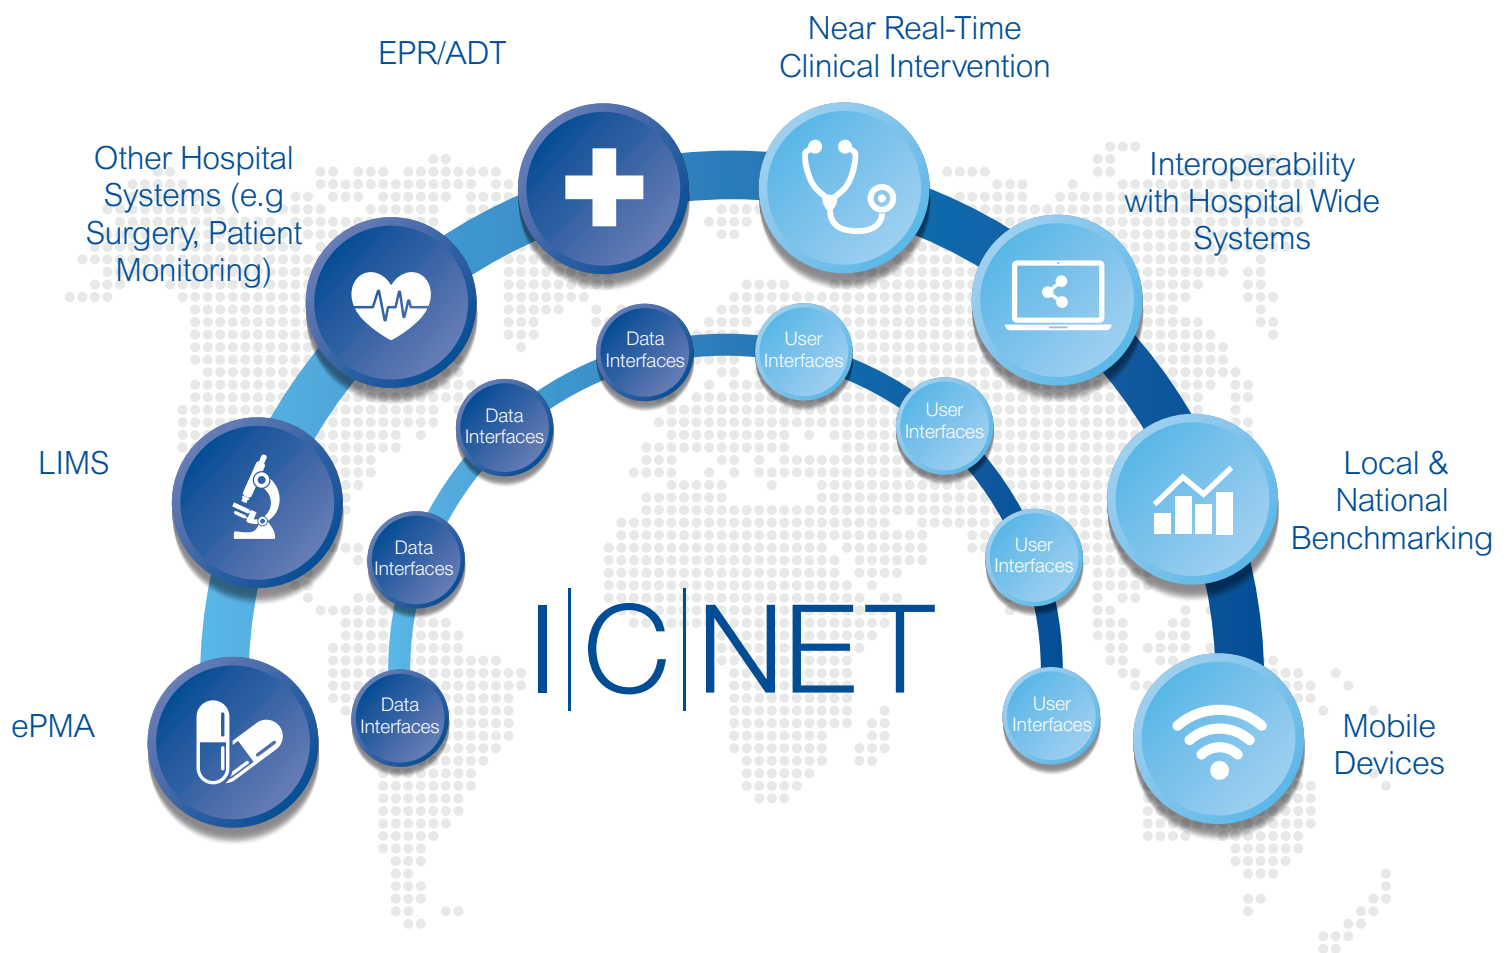 EPR/ADT
Near Real-Time
Clinical Intervention
Other Hospital
Systems (e.g
Surgery, Patient
Monitoring)
Interoperability
with Hospital Wide
Systems
Data
Interfaces
User
Interfaces
Data
Interfaces
User
Interfaces
LIMS
Local &
National
Benchmarking
Data
Interfaces
User
Interfaces
I|C|NET
ePMA
Data
Interfaces
User
Interfaces
Mobile
Devices